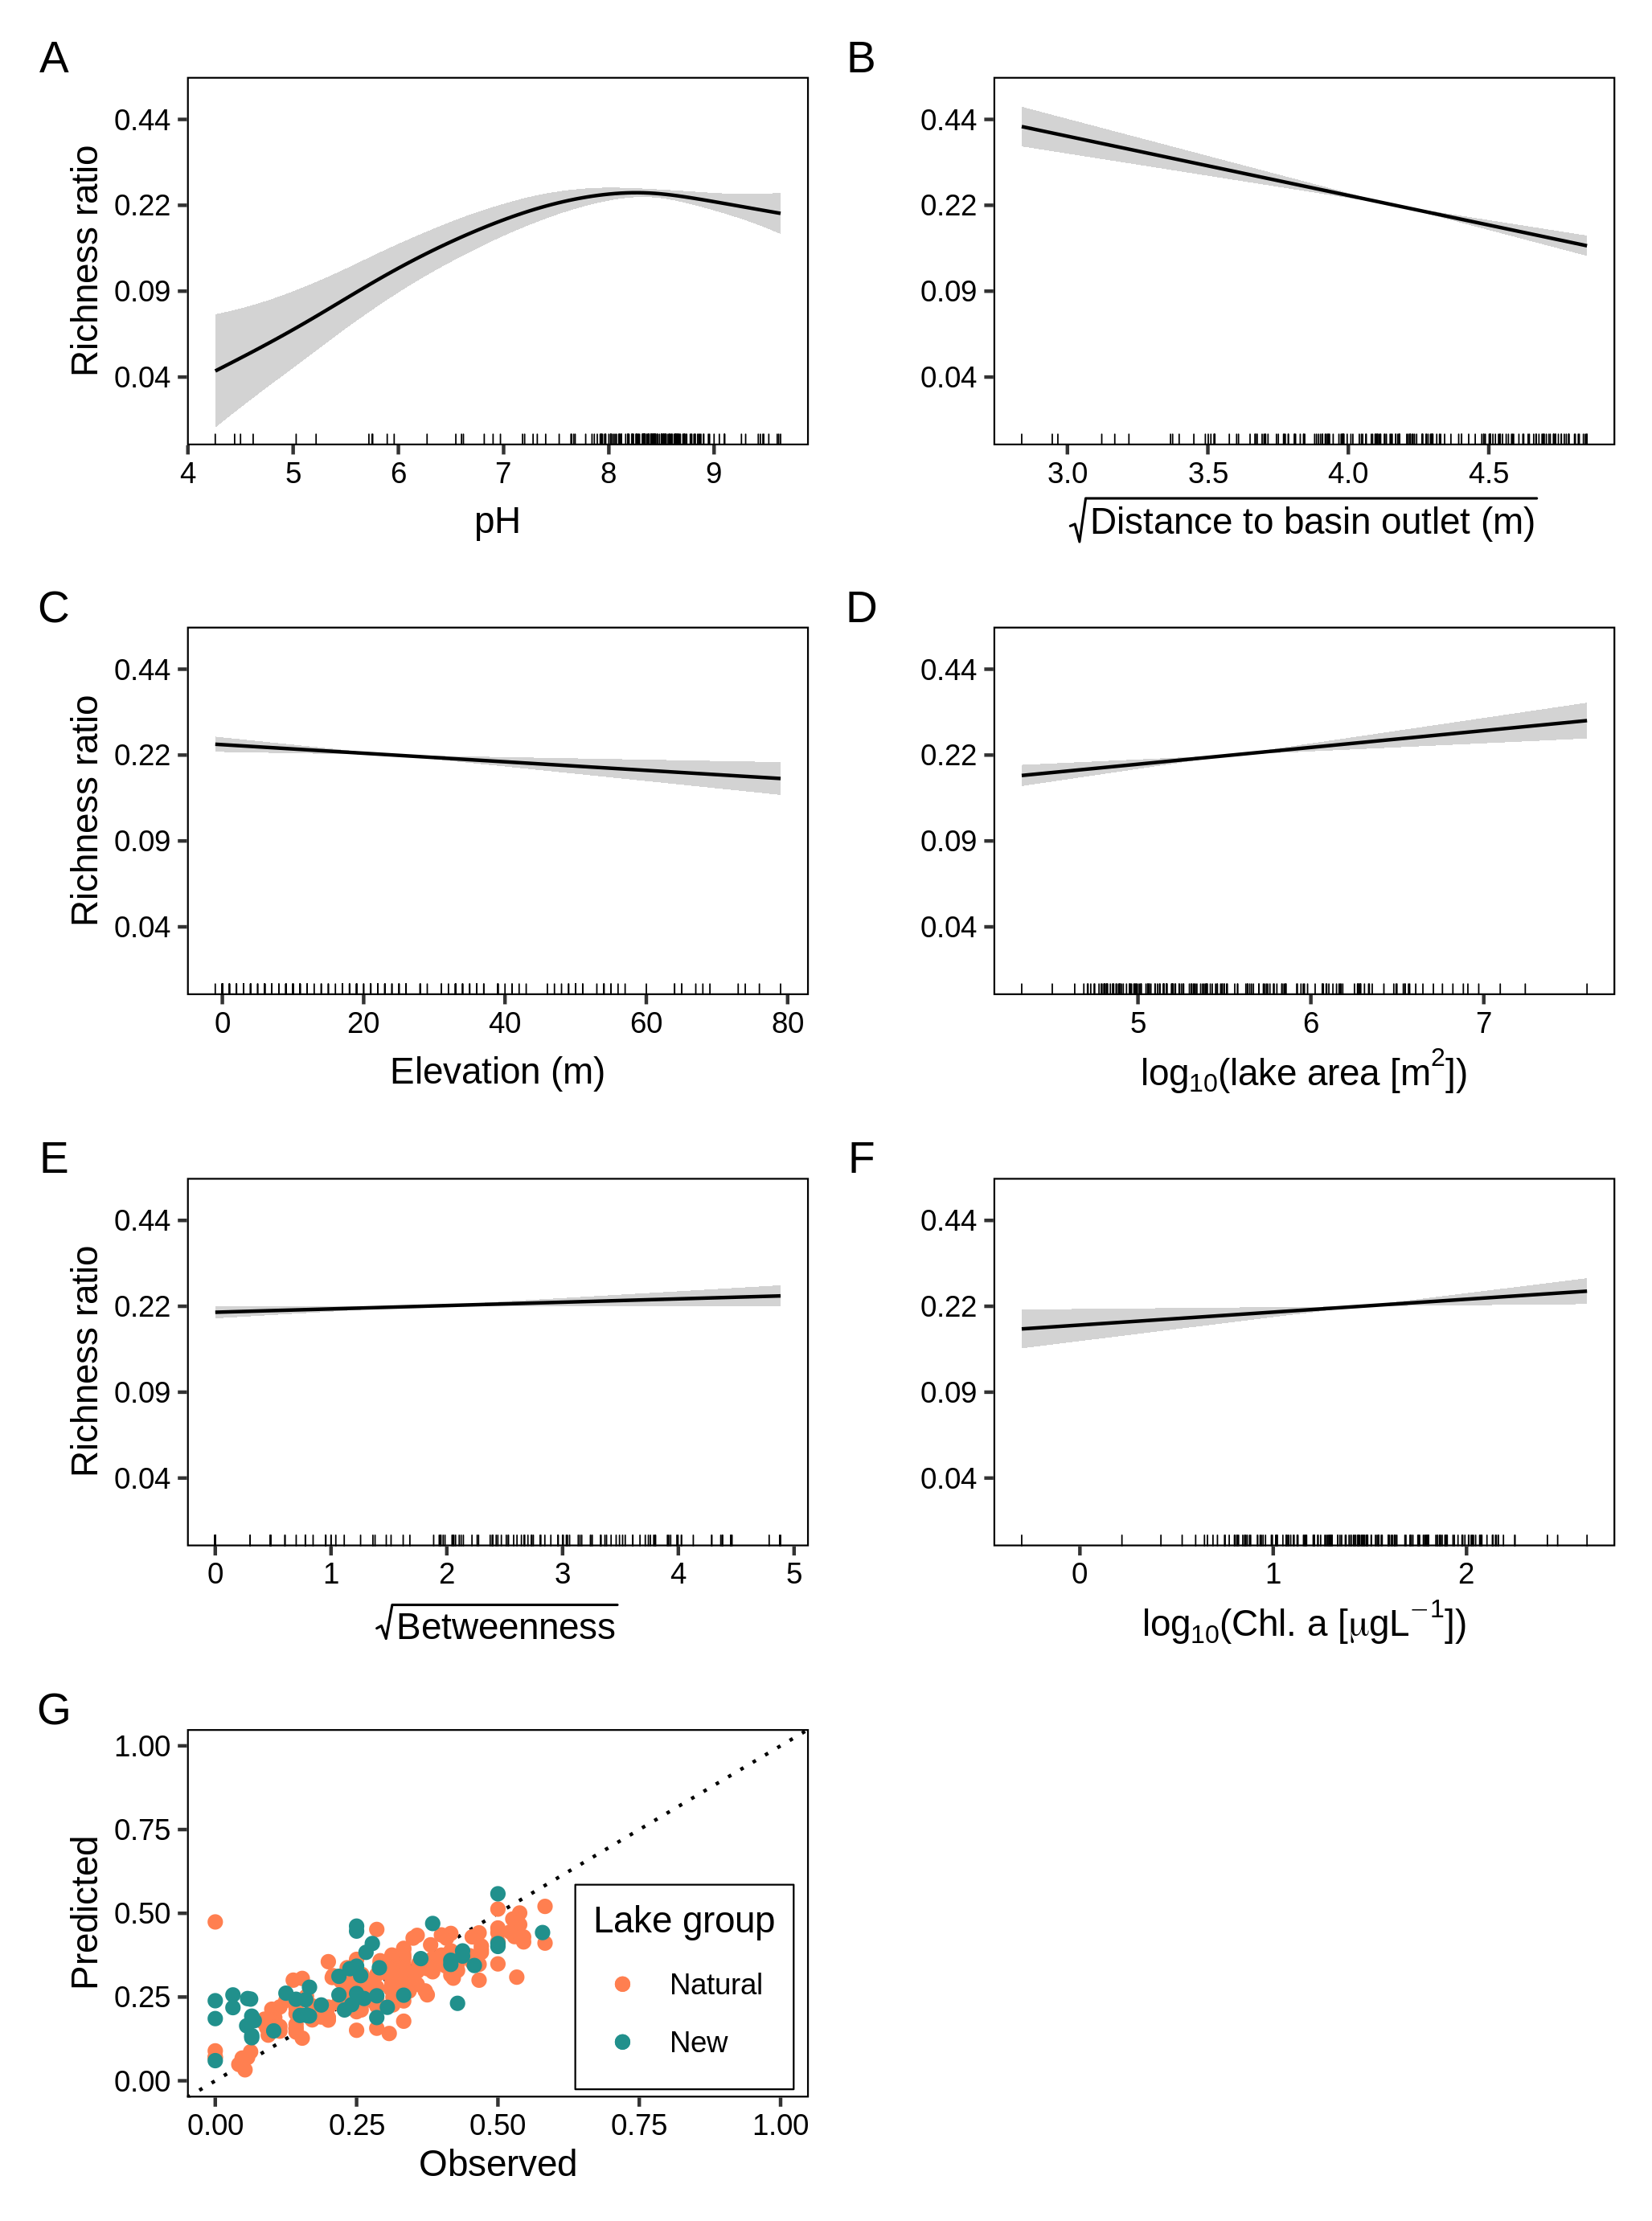 A
Richness ratio
0.44
0.22
0.09
0.04
4 5 6 7 8 9
pH
B
0.44
0.22
0.09
0.04
3.0 3.5 4.0 4.5
√Distance to basin outlet (m)
C
Richness ratio
0.44
0.22
0.09
0.04
0 20 40 60 80
Elevation (m)
D
0.44
0.22
0.09
0.04
5 6 7
log₁₀(lake area [m²])
E
Richness ratio
0.44
0.22
0.09
0.04
0 1 2 3 4 5
√Betweenness
F
0.44
0.22
0.09
0.04
0 1 2
log₁₀(Chl. a [μgL⁻¹])
G
Predicted
1.00
0.75
0.50
0.25
0.00
0.00 0.25 0.50 0.75 1.00
Observed
Lake group
Natural
New